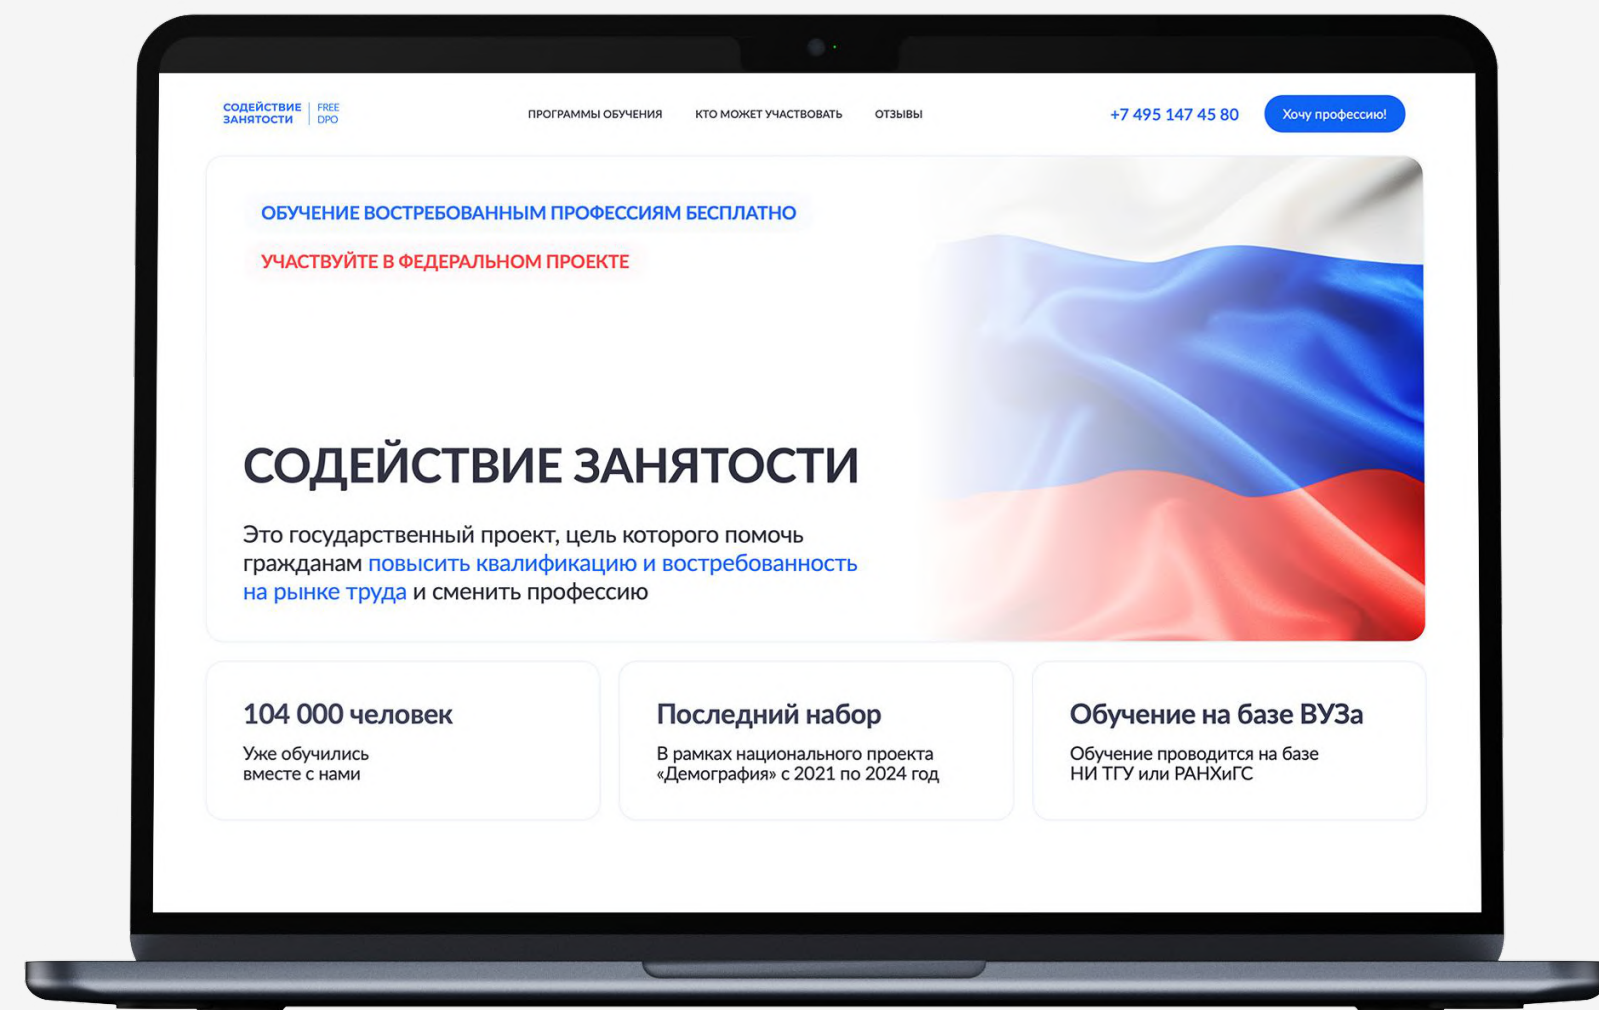 СОДЕЙСТВИЕ
ЗАНЯТОСТИ
FREE
DPO
ПРОГРАММЫ ОБУЧЕНИЯ
КТО МОЖЕТ УЧАСТВОВАТЬ
ОТЗЫВЫ
+7 495 147 45 80
Хочу профессию!
ОБУЧЕНИЕ ВОСТРЕБОВАННЫМ ПРОФЕССИЯМ БЕСПЛАТНО
УЧАСТВУЙТЕ В ФЕДЕРАЛЬНОМ ПРОЕКТЕ
СОДЕЙСТВИЕ ЗАНЯТОСТИ
Это государственный проект, цель которого помочь
гражданам повысить квалификацию и востребованность
на рынке труда и сменить профессию
104 000 человек
Уже обучились
вместе с нами
Последний набор
В рамках национального проекта
«Демография» с 2021 по 2024 год
Обучение на базе ВУЗа
Обучение проводится на базе
НИ ТГУ или РАНХиГС